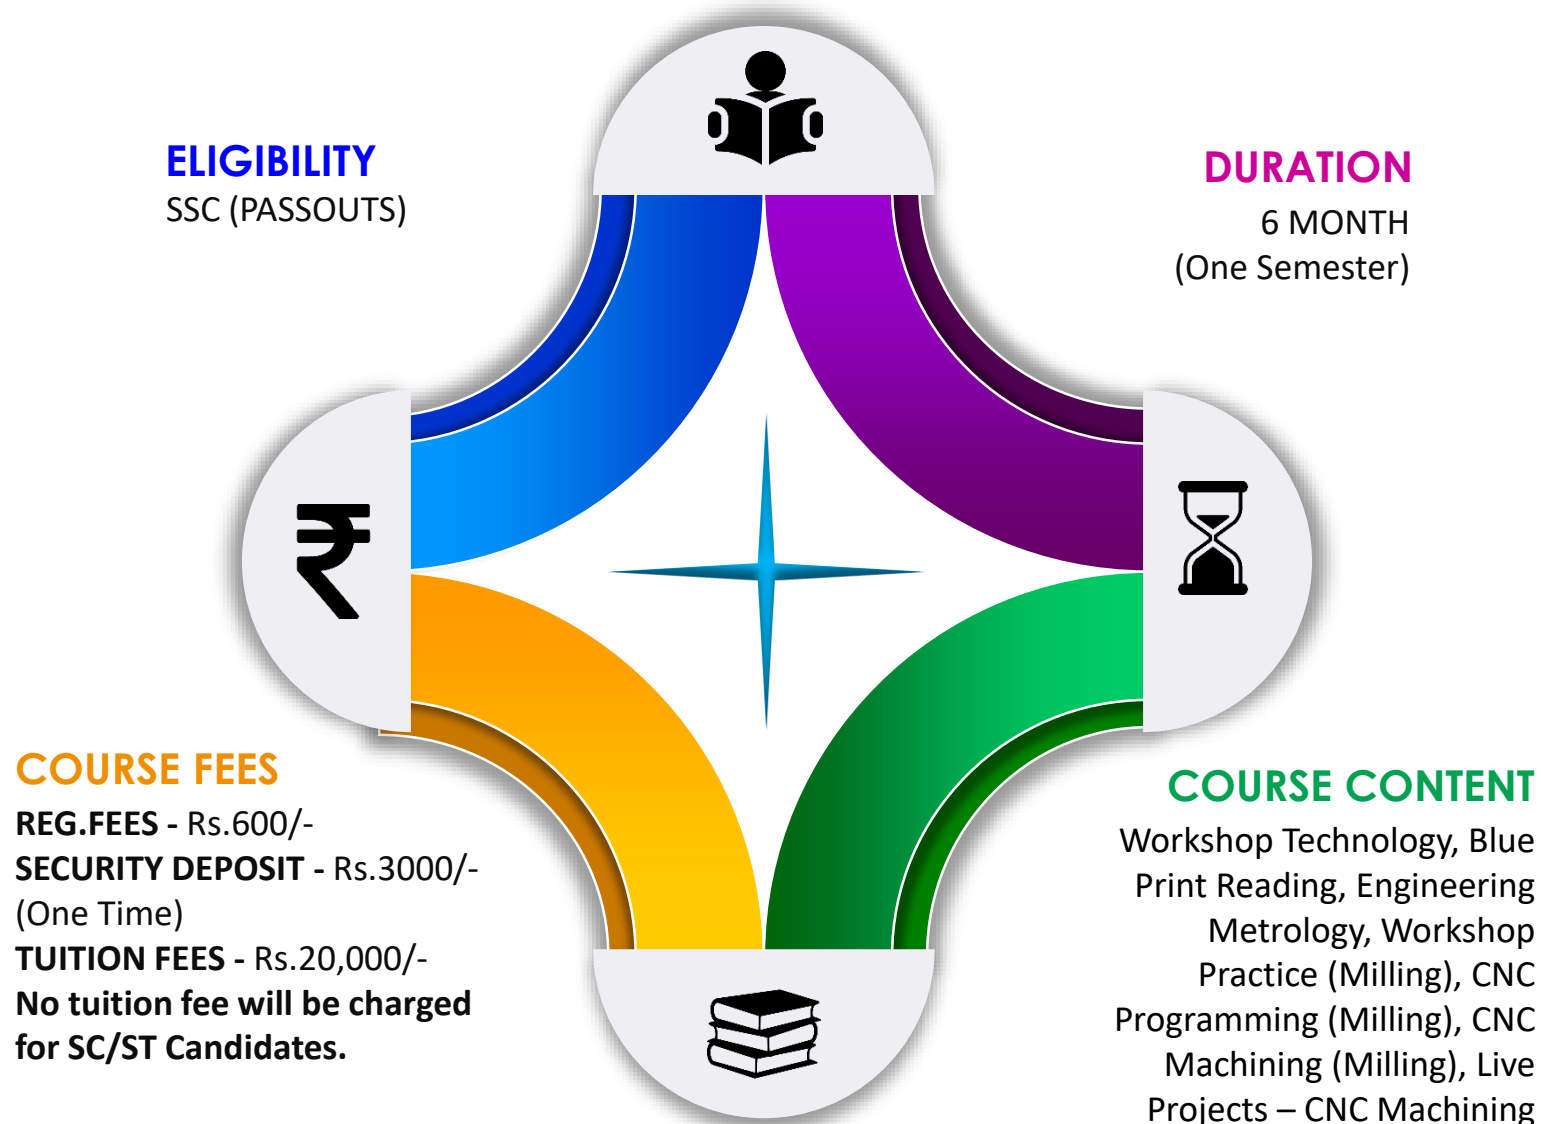 ELIGIBILITY
SSC (PASSOUTS)
DURATION
6 MONTH
(One Semester)
COURSE FEES
REG.FEES - Rs.600/-
SECURITY DEPOSIT - Rs.3000/-
(One Time)
TUITION FEES - Rs.20,000/-
No tuition fee will be charged
for SC/ST Candidates.
COURSE CONTENT
Workshop Technology, Blue
Print Reading, Engineering
Metrology, Workshop
Practice (Milling), CNC
Programming (Milling), CNC
Machining (Milling), Live
Projects – CNC Machining